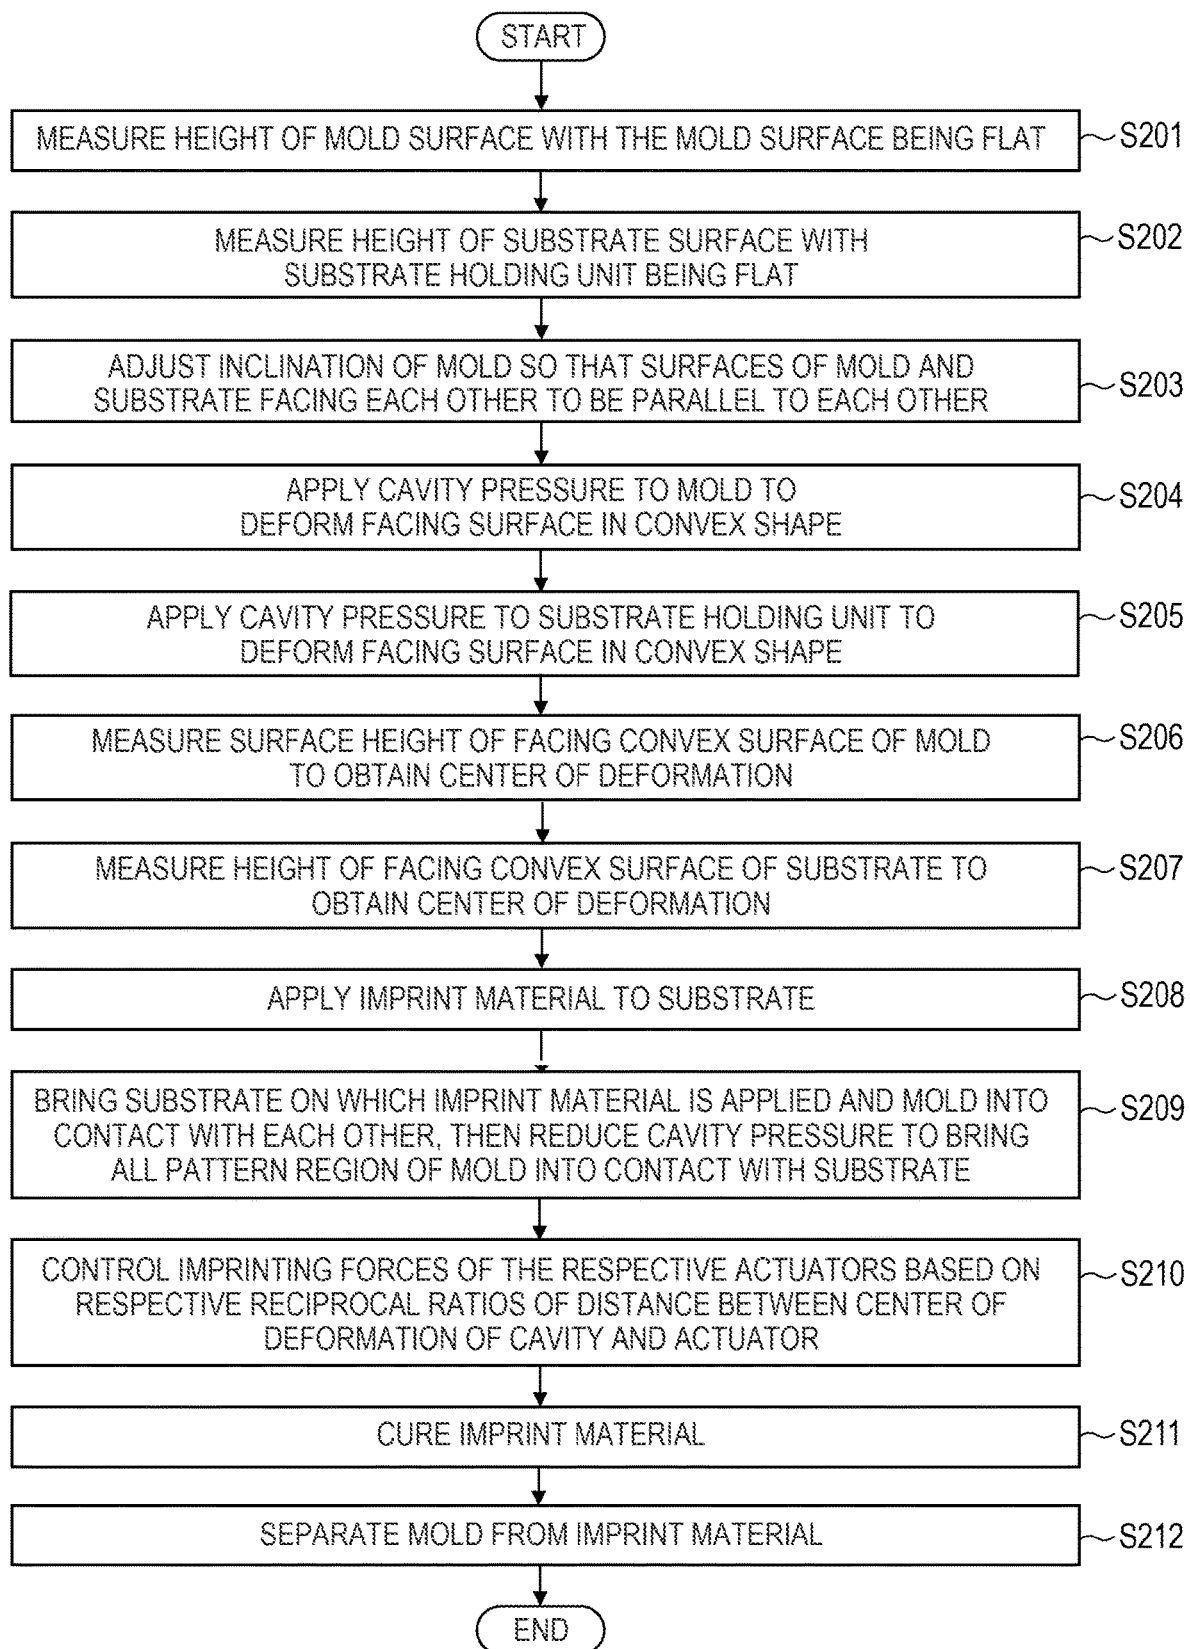 START
MEASURE HEIGHT OF MOLD SURFACE WITH THE MOLD SURFACE BEING FLAT
S201
MEASURE HEIGHT OF SUBSTRATE SURFACE WITH
SUBSTRATE HOLDING UNIT BEING FLAT
S202
ADJUST INCLINATION OF MOLD SO THAT SURFACES OF MOLD AND
SUBSTRATE FACING EACH OTHER TO BE PARALLEL TO EACH OTHER
S203
APPLY CAVITY PRESSURE TO MOLD TO
DEFORM FACING SURFACE IN CONVEX SHAPE
S204
APPLY CAVITY PRESSURE TO SUBSTRATE HOLDING UNIT TO
DEFORM FACING SURFACE IN CONVEX SHAPE
S205
MEASURE SURFACE HEIGHT OF FACING CONVEX SURFACE OF MOLD
TO OBTAIN CENTER OF DEFORMATION
S206
MEASURE HEIGHT OF FACING CONVEX SURFACE OF SUBSTRATE TO
OBTAIN CENTER OF DEFORMATION
S207
APPLY IMPRINT MATERIAL TO SUBSTRATE
S208
BRING SUBSTRATE ON WHICH IMPRINT MATERIAL IS APPLIED AND MOLD INTO
CONTACT WITH EACH OTHER, THEN REDUCE CAVITY PRESSURE TO BRING
ALL PATTERN REGION OF MOLD INTO CONTACT WITH SUBSTRATE
S209
CONTROL IMPRINTING FORCES OF THE RESPECTIVE ACTUATORS BASED ON
RESPECTIVE RECIPROCAL RATIOS OF DISTANCE BETWEEN CENTER OF
DEFORMATION OF CAVITY AND ACTUATOR
S210
CURE IMPRINT MATERIAL
S211
SEPARATE MOLD FROM IMPRINT MATERIAL
S212
END